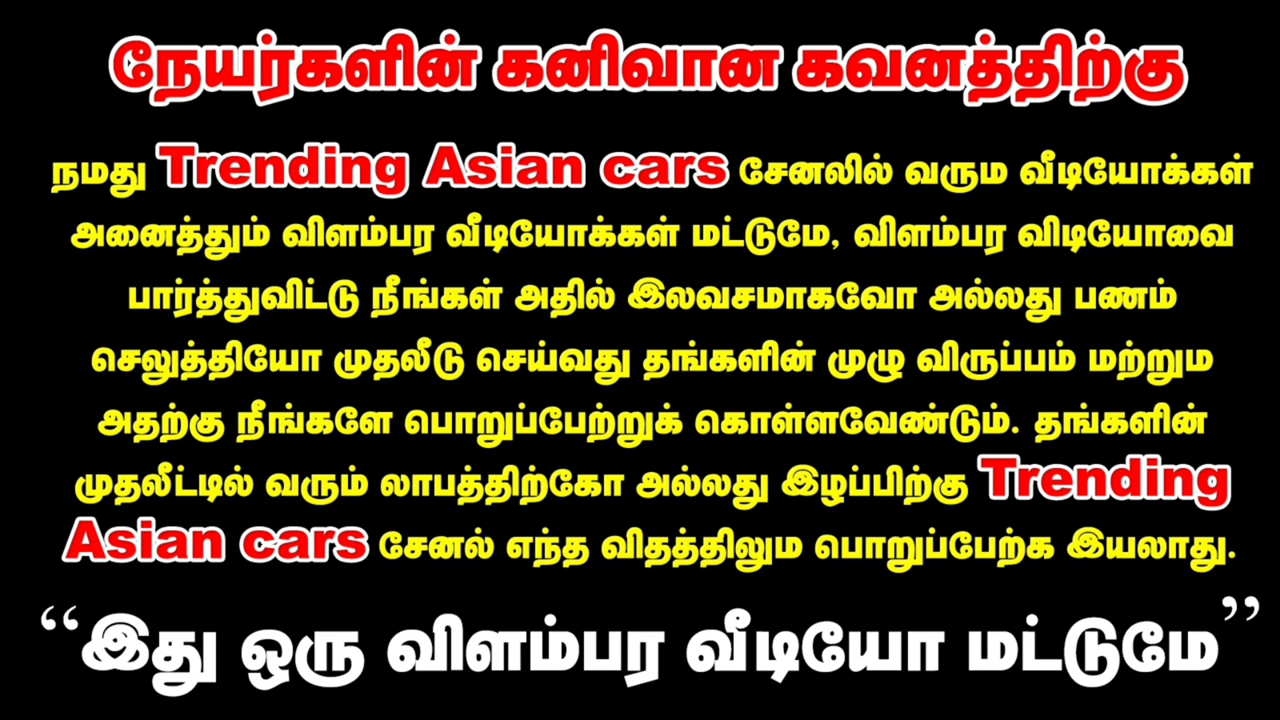 நேயர்களின் கனிவான கவனத்திற்கு
நமது Trending Asian cars சேனலில் வரும வீடியோக்கள்
அனைத்தும் விளம்பர வீடியோக்கள் மட்டுமே, விளம்பர விடியோவை
பார்த்துவிட்டு நீங்கள் அதில் இலவசமாகவோ அல்லது பணம்
செலுத்தியோ முதலீடு செய்வது தங்களின் முழு விருப்பம் மற்றும
அதற்கு நீங்களே பொறுப்பேற்றுக் கொள்ளவேண்டும். தங்களின்
முதலீட்டில் வரும் லாபத்திற்கோ அல்லது இழப்பிற்கு Trending
Asian cars சேனல் எந்த விதத்திலும பொறுப்பேற்க இயலாது.
“இது ஒரு விளம்பர வீடியோ மட்டுமே”